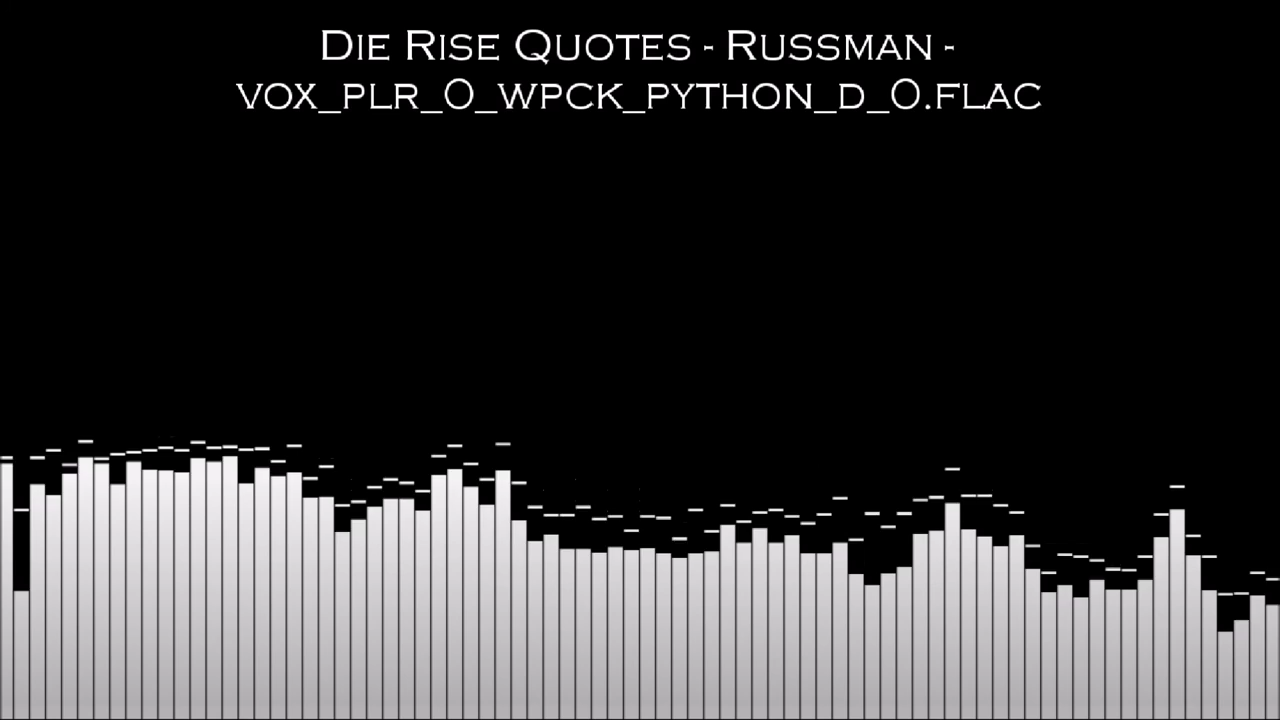 Die Rise Quotes - Russman -
vox_plr_0_wpck_python_d_0.flac